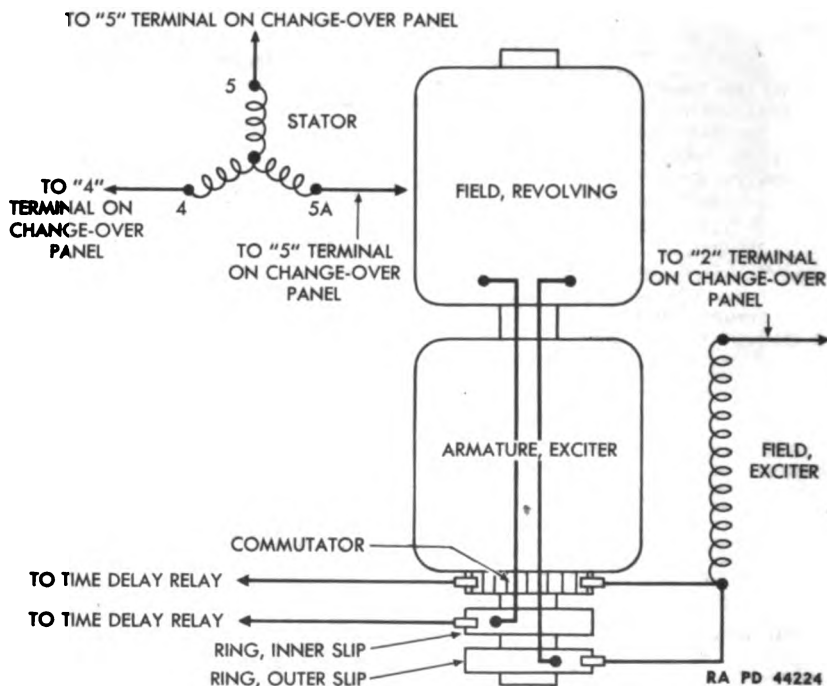 TO "5" TERMINAL ON CHANGE-OVER PANEL
5
STATOR
TO "4"
TERMINAL ON
CHANGE-OVER
PANEL
4
5A
TO "5" TERMINAL
ON CHANGE-OVER
PANEL
FIELD, REVOLVING
TO "2" TERMINAL
ON CHANGE-OVER
PANEL
ARMATURE, EXCITER
FIELD,
EXCITER
COMMUTATOR
TO TIME DELAY RELAY
TO TIME DELAY RELAY
RING, INNER SLIP
RING, OUTER SLIP
RA PD 44224